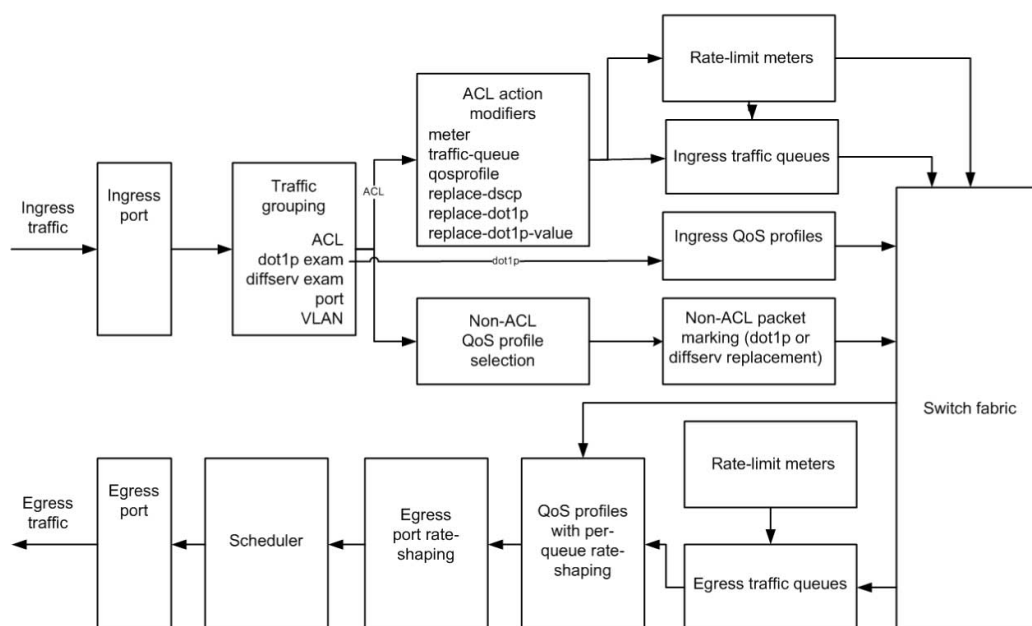 Rate-limit meters
ACL action
modifiers
meter
traffic-queue
qosprofile
replace-dscp
replace-dot1p
replace-dot1p-value
Ingress traffic queues
Ingress
traffic
Ingress
port
Traffic
grouping
ACL
dot1p exam
diffserv exam
port
VLAN
ACL
dot1p
Ingress QoS profiles
Non-ACL
QoS profile
selection
Non-ACL packet
marking (dot1p or
diffserv replacement)
Switch fabric
Rate-limit meters
Egress
traffic
Egress
port
Scheduler
Egress
port rate-
shaping
QoS profiles
with per-
queue rate-
shaping
Egress traffic queues